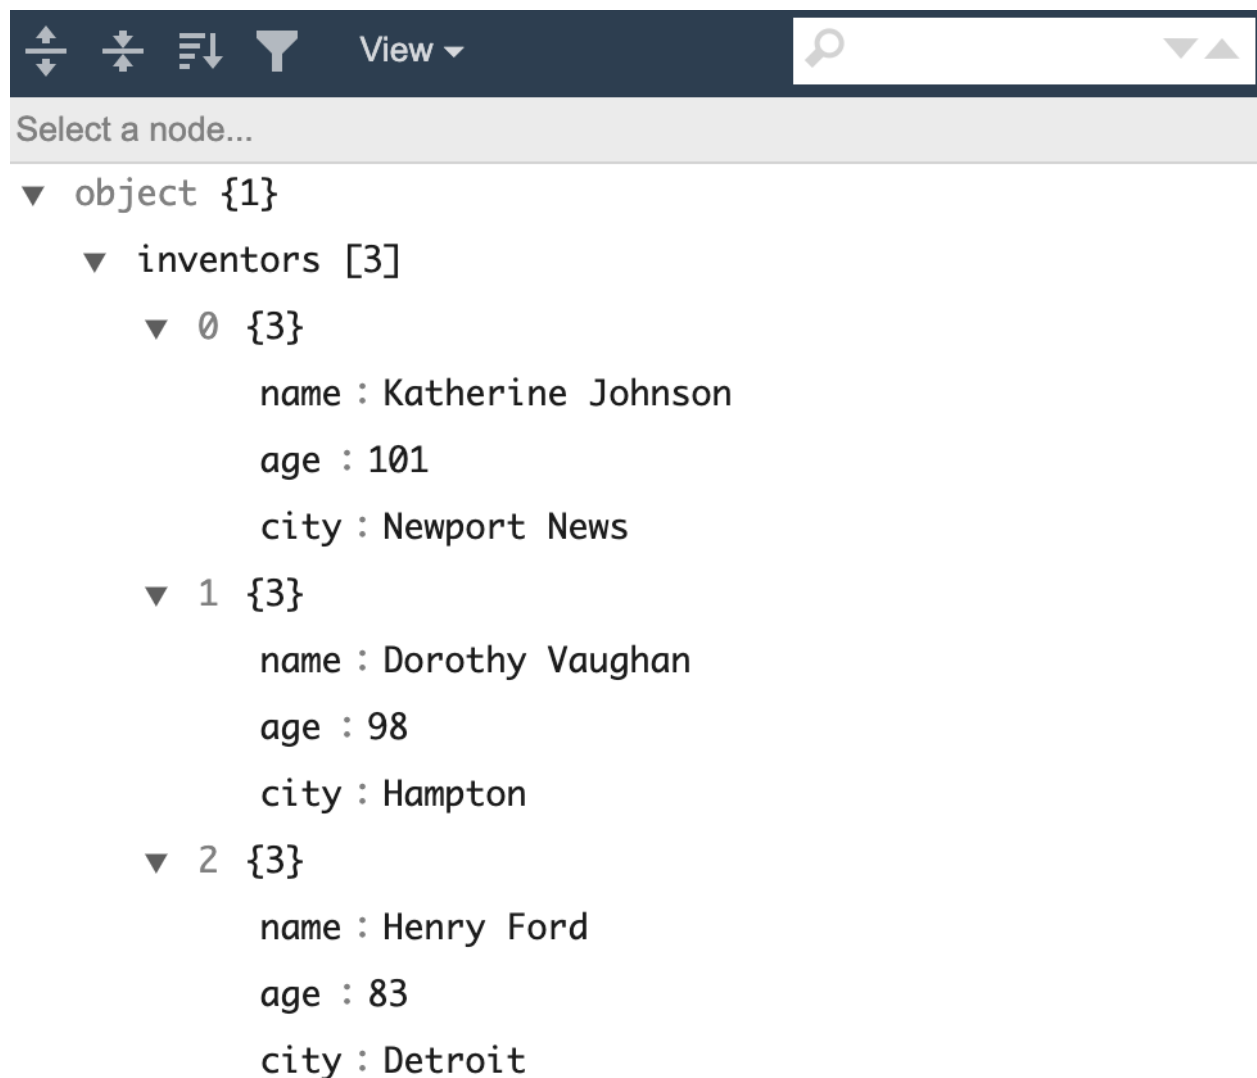 View
Select a node...
object {1}
inventors [3]
0 {3}
name : Katherine Johnson
age : 101
city : Newport News
1 {3}
name : Dorothy Vaughan
age : 98
city : Hampton
2 {3}
name : Henry Ford
age : 83
city : Detroit